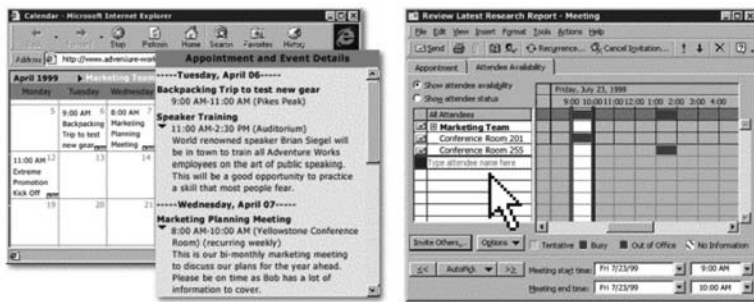 Calendar - Microsoft Internet Explorer
Stop Refresh Home Search Favorites History
Address http://www.adventure-work
April 1999 Marketing Team
Monday Tuesday Wednesday
5
9:00 AM 6
Backpacking
Trip to test
new gear
8:00 AM 7
Marketing
Planning
Meeting
11:00 AM 12
Extreme
Promotion
Kick Off
13
14
19
20
21
Appointment and Event Details
-----Tuesday, April 06-----
Backpacking Trip to test new gear
9:00 AM-11:00 AM (Pikes Peak)
Speaker Training
11:00 AM-2:30 PM (Auditorium)
World renowned speaker Brian Siegel will
be in town to train all Adventure Works
employees on the art of public speaking.
This will be a good opportunity to practice
a skill that most people fear.
-----Wednesday, April 07-----
Marketing Planning Meeting
8:00 AM-10:00 AM (Yellowstone Conference
Room) (recurring weekly)
This is our bi-monthly marketing meeting
to discuss our plans for the year ahead.
Please be on time as Bob has a lot of
information to cover.
Review Latest Research Report - Meeting
File Edit View Insert Format Tools Actions Help
Send Recurrence... Cancel Invitation...
Appointment Attendee Availability
Show attendee availability
Show attendee status
Friday, July 23, 1999
9:00 10:00 11:00 12:00 1:00 2:00 3:00 4:00
All Attendees
Marketing Team
Conference Room 201
Conference Room 255
Type attendee name here
Invite Others... Options Tentative Busy Out of Office No Information
<< AutoPick >> Meeting start time: Fri 7/23/99 9:00 AM
Meeting end time: Fri 7/23/99 10:00 AM